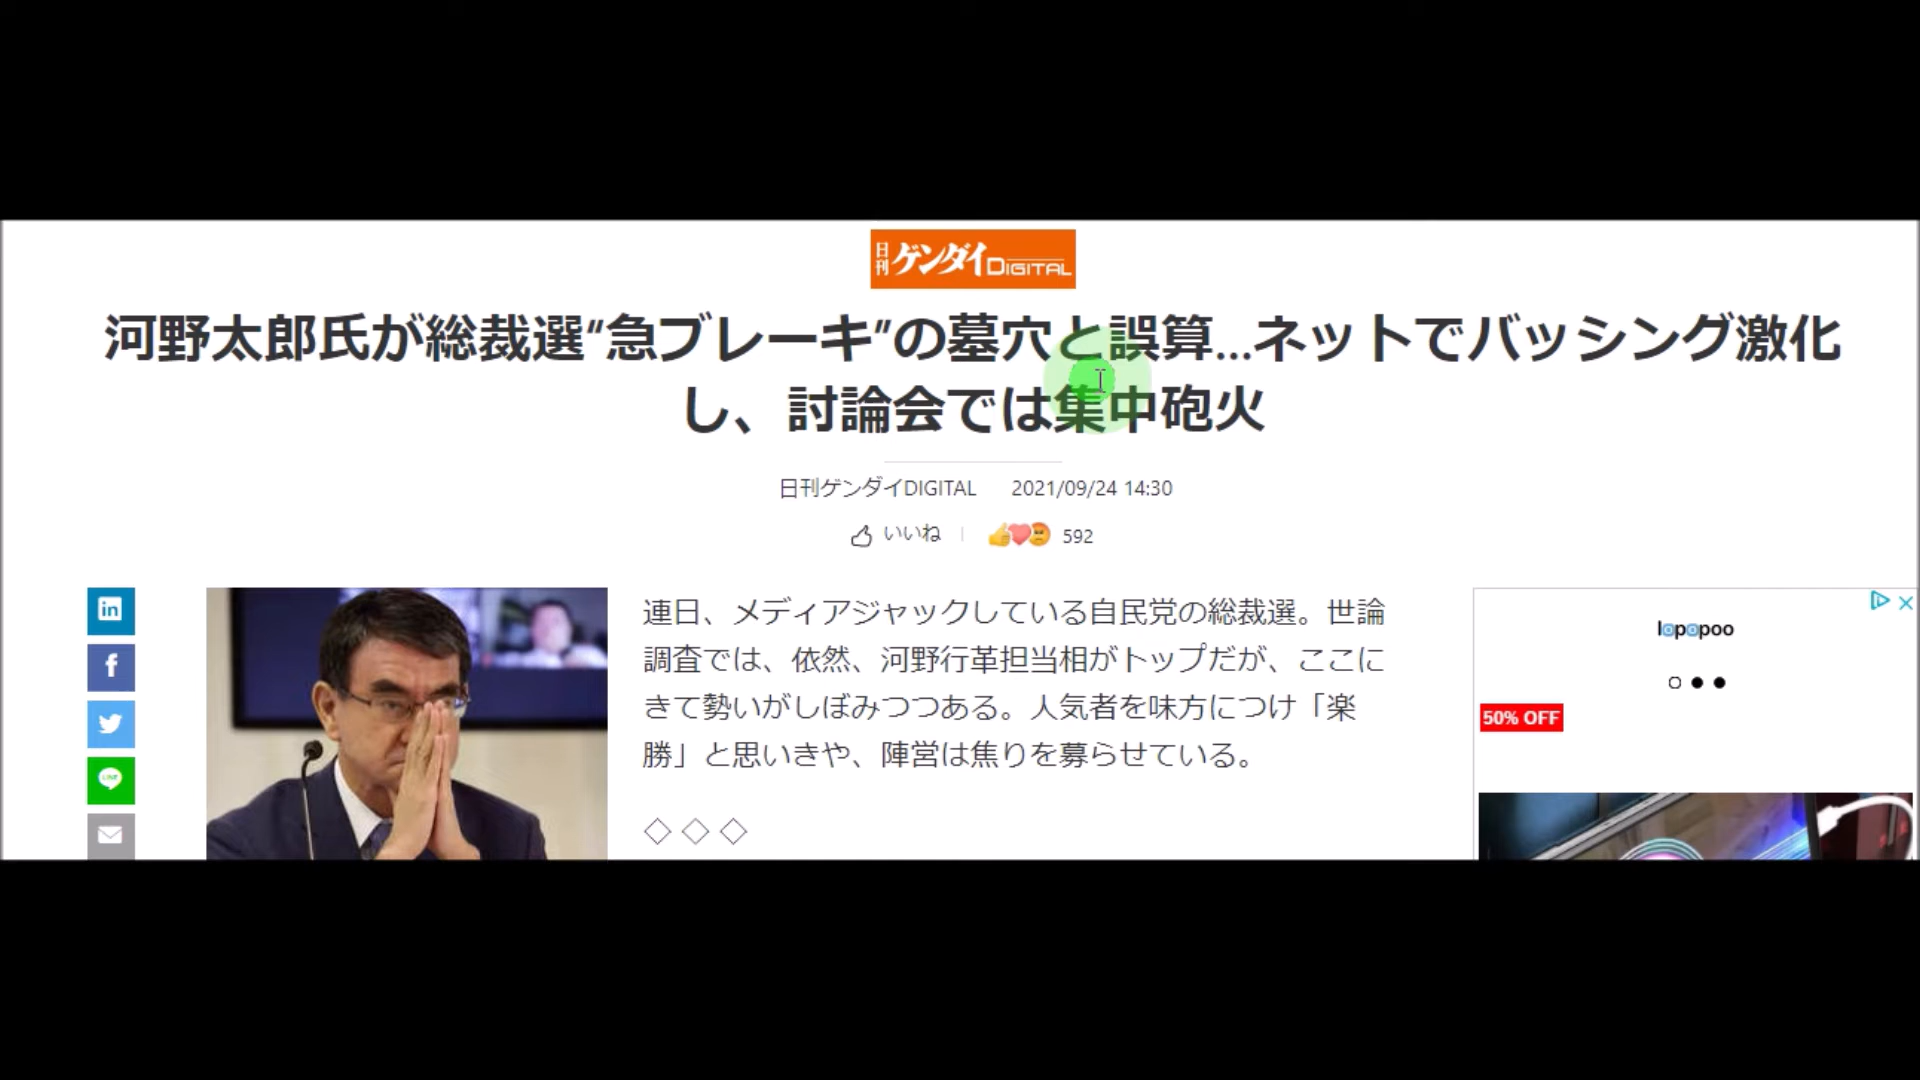 日刊ゲンダイDIGITAL
河野太郎氏が総裁選“急ブレーキ”の墓穴と誤算…ネットでバッシング激化
し、討論会では集中砲火
日刊ゲンダイDIGITAL 2021/09/24 14:30
いいね 592
連日、メディアジャックしている自民党の総裁選。世論
調査では、依然、河野行革担当相がトップだが、ここに
きて勢いがしぼみつつある。人気者を味方につけ「楽
勝」と思いきや、陣営は焦りを募らせている。
◇ ◇ ◇
in
f
LINE
lopopoo
50% OFF